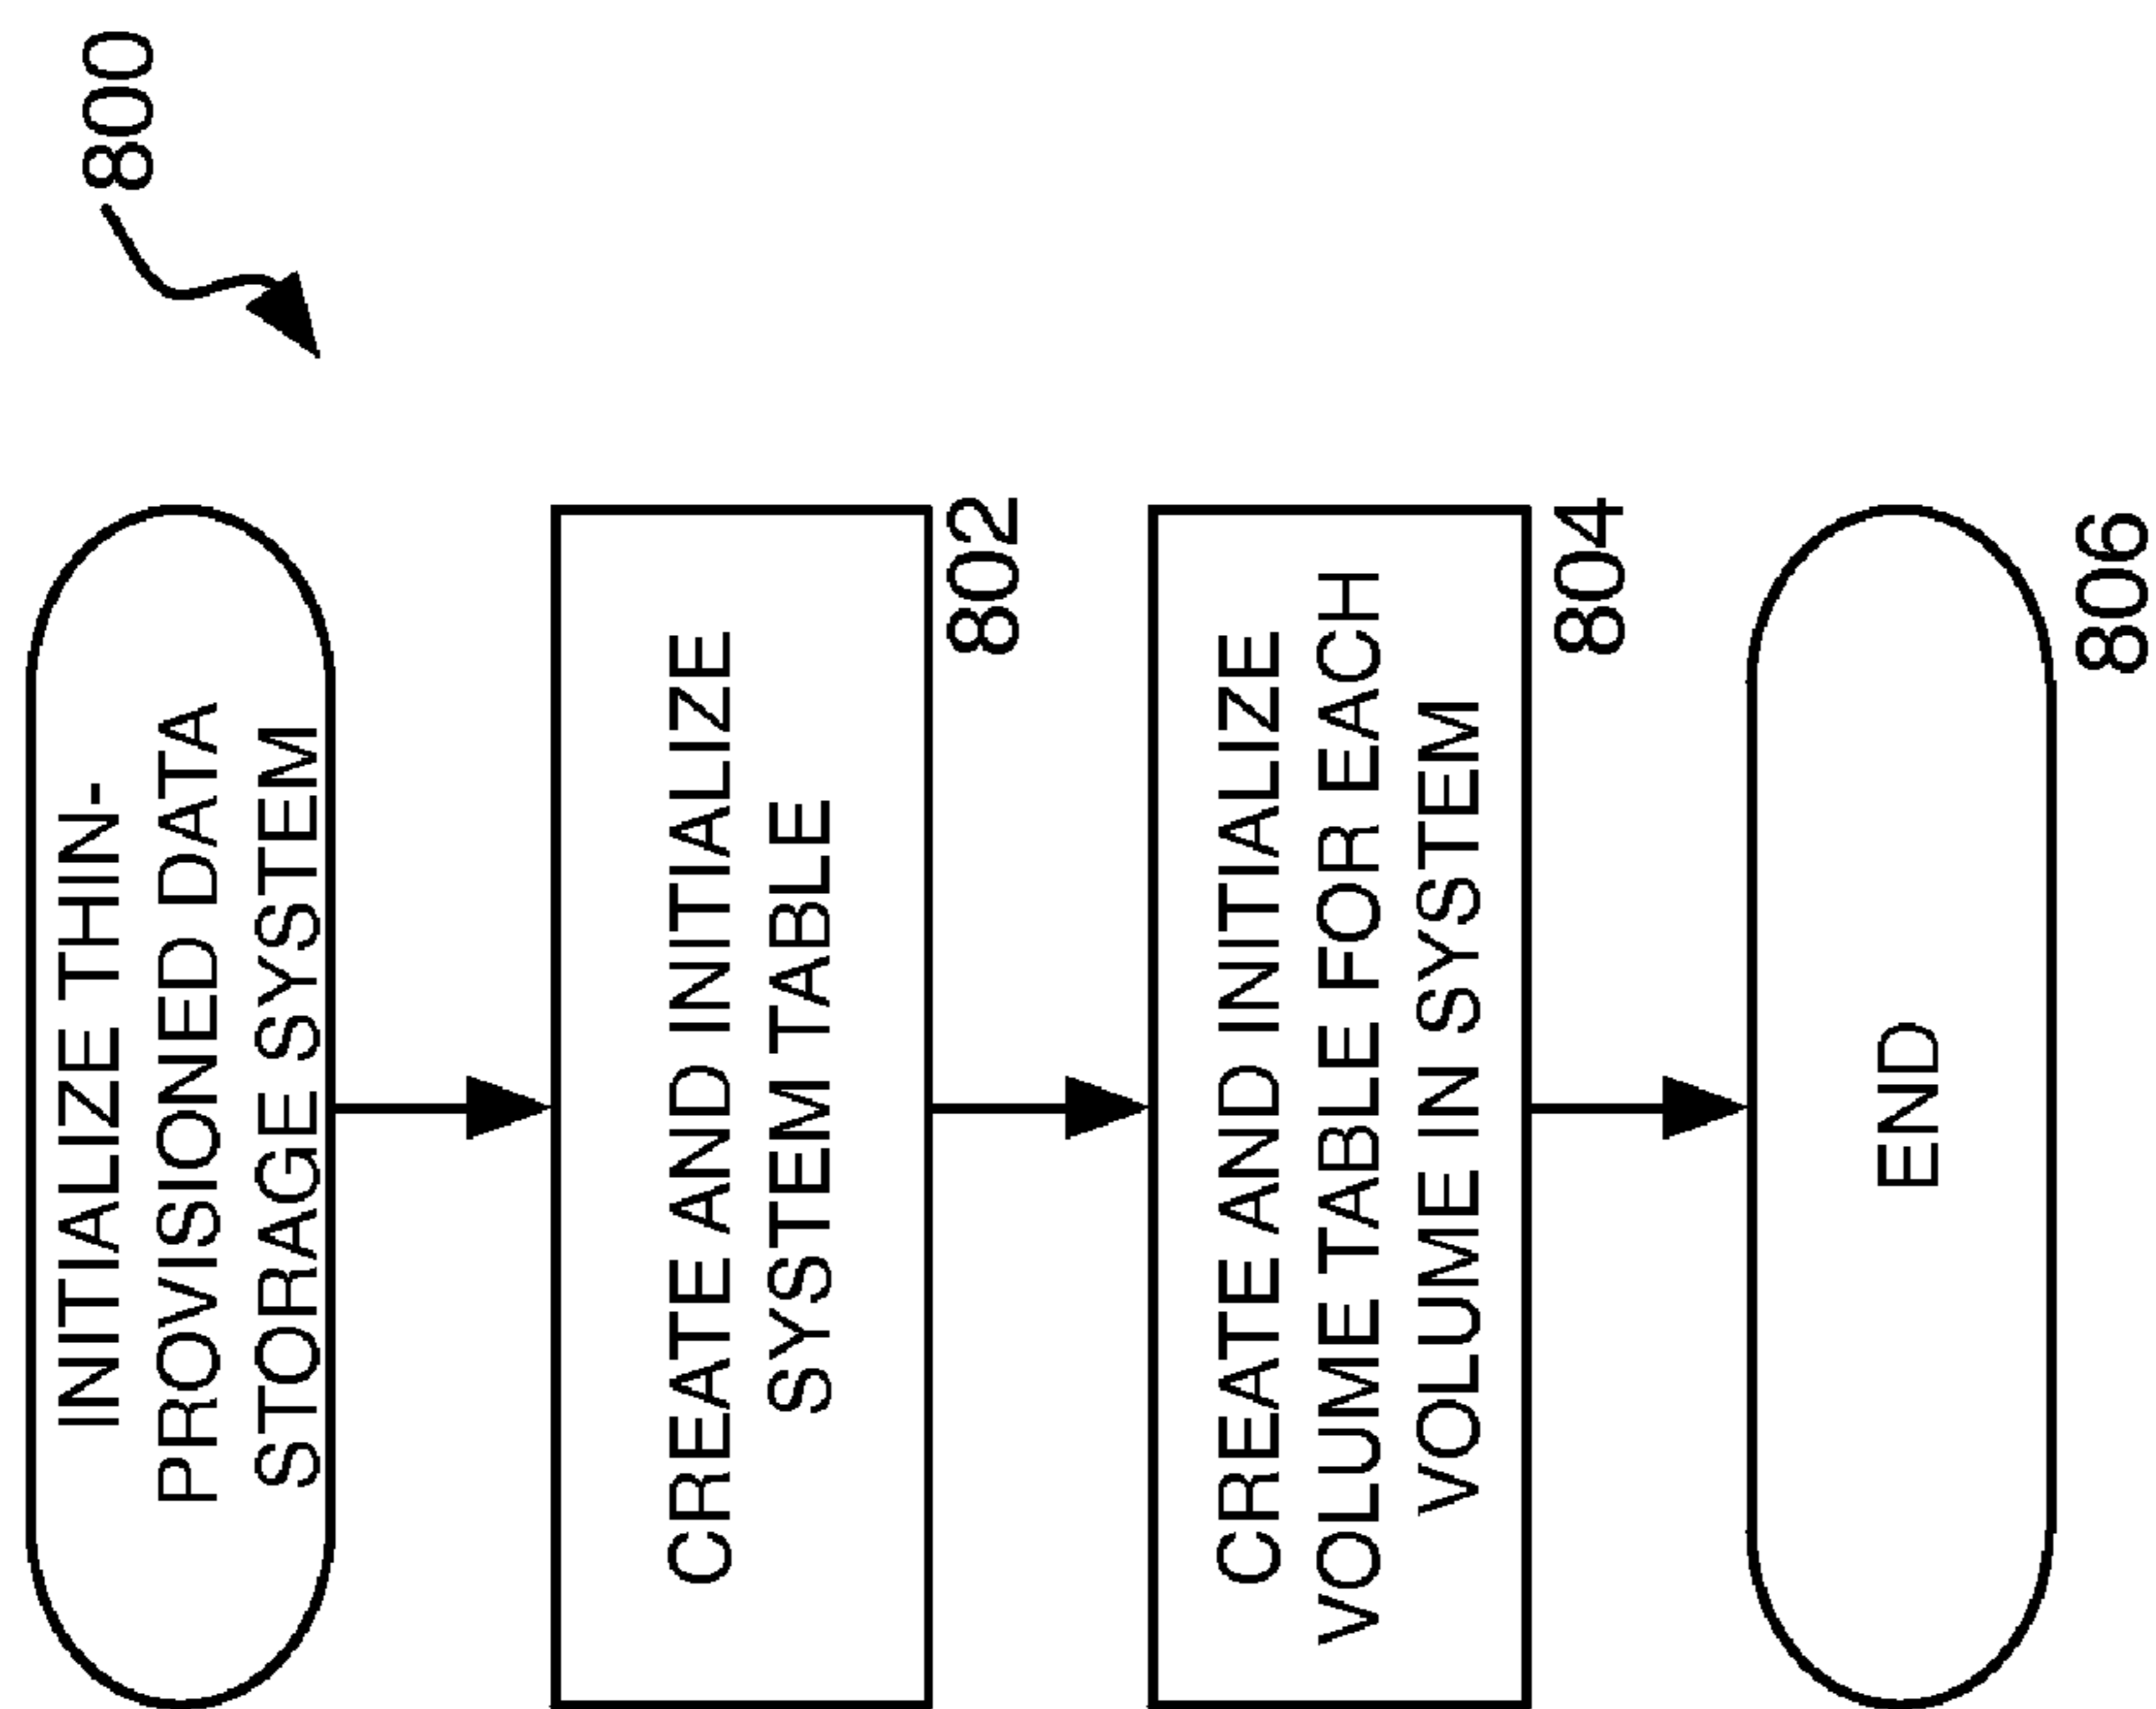 800
INITIALIZE THIN-
PROVISIONED DATA
STORAGE SYSTEM
CREATE AND INITIALIZE
SYSTEM TABLE
802
CREATE AND INITIALIZE
VOLUME TABLE FOR EACH
VOLUME IN SYSTEM
804
END
806